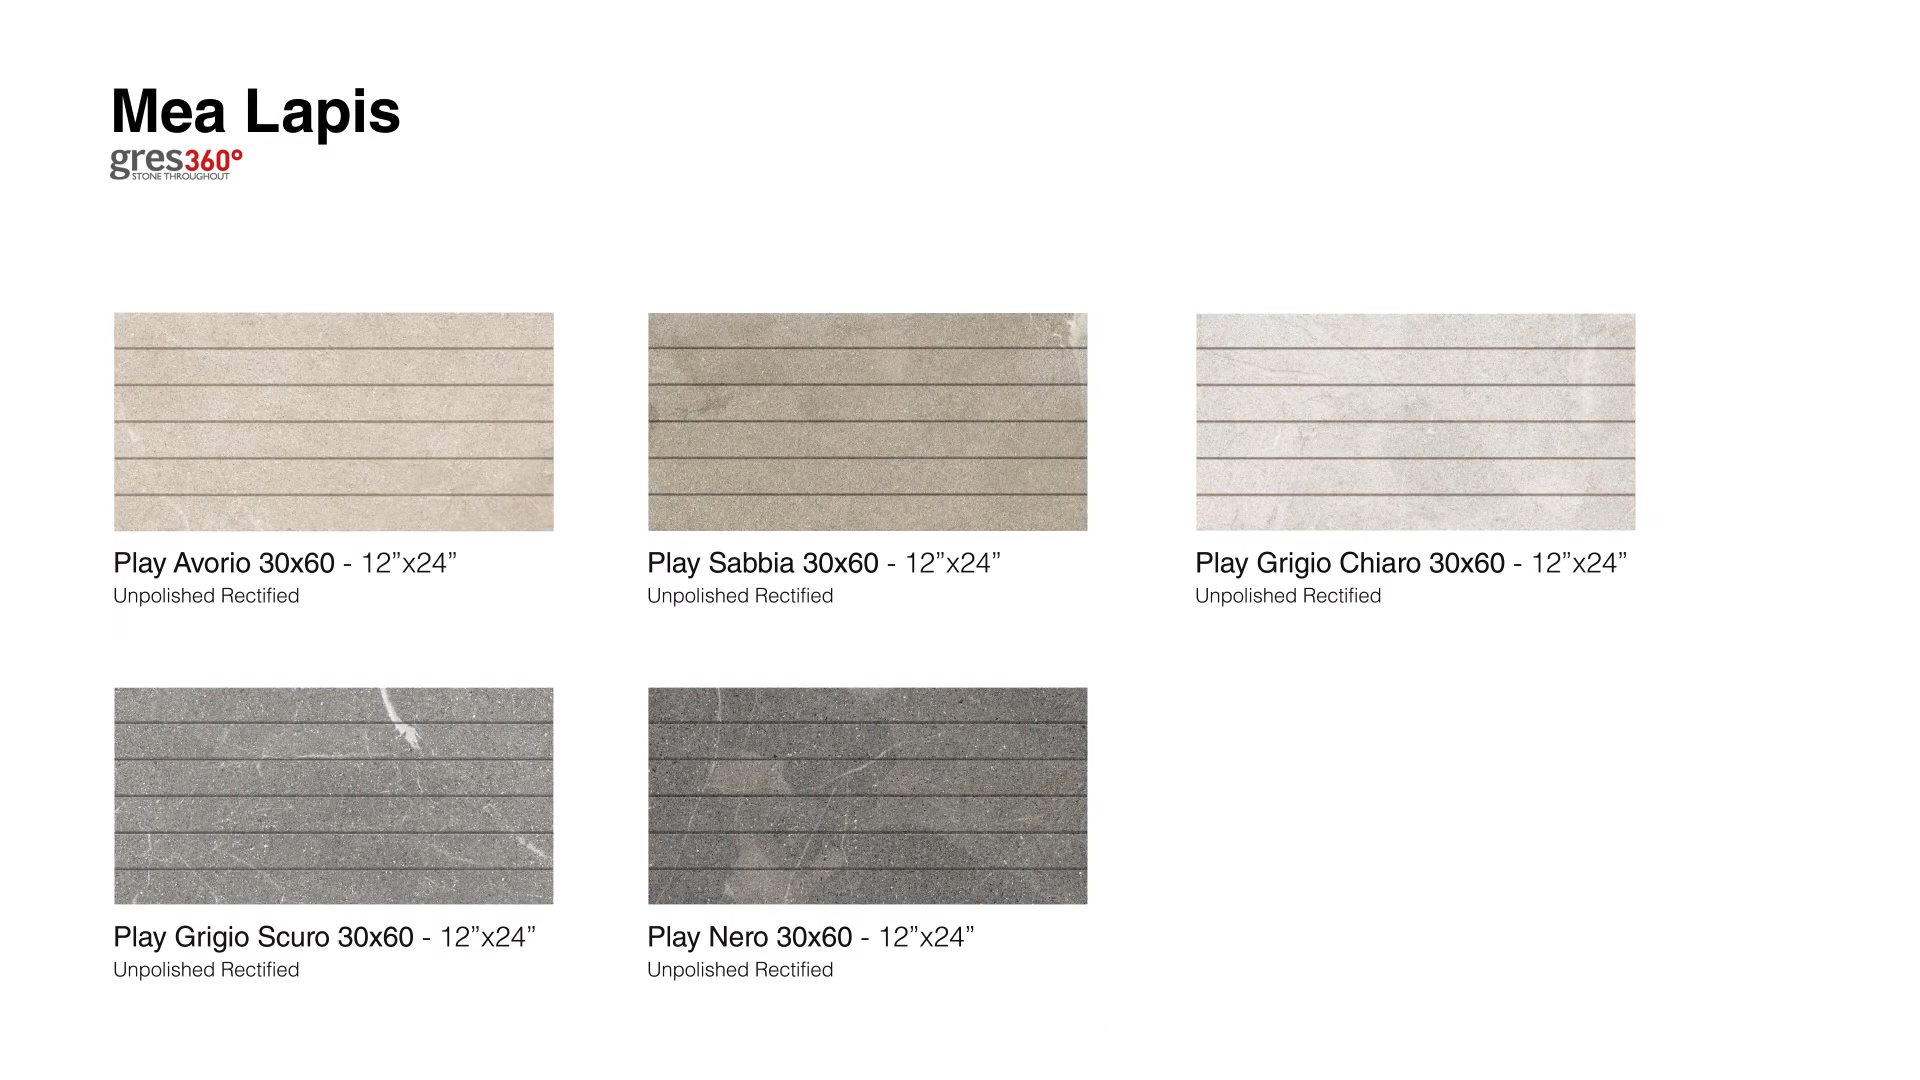 Mea Lapis
gres360°
STONE THROUGHOUT
Play Avorio 30x60 - 12”x24”
Unpolished Rectified
Play Sabbia 30x60 - 12”x24”
Unpolished Rectified
Play Grigio Chiaro 30x60 - 12”x24”
Unpolished Rectified
Play Grigio Scuro 30x60 - 12”x24”
Unpolished Rectified
Play Nero 30x60 - 12”x24”
Unpolished Rectified